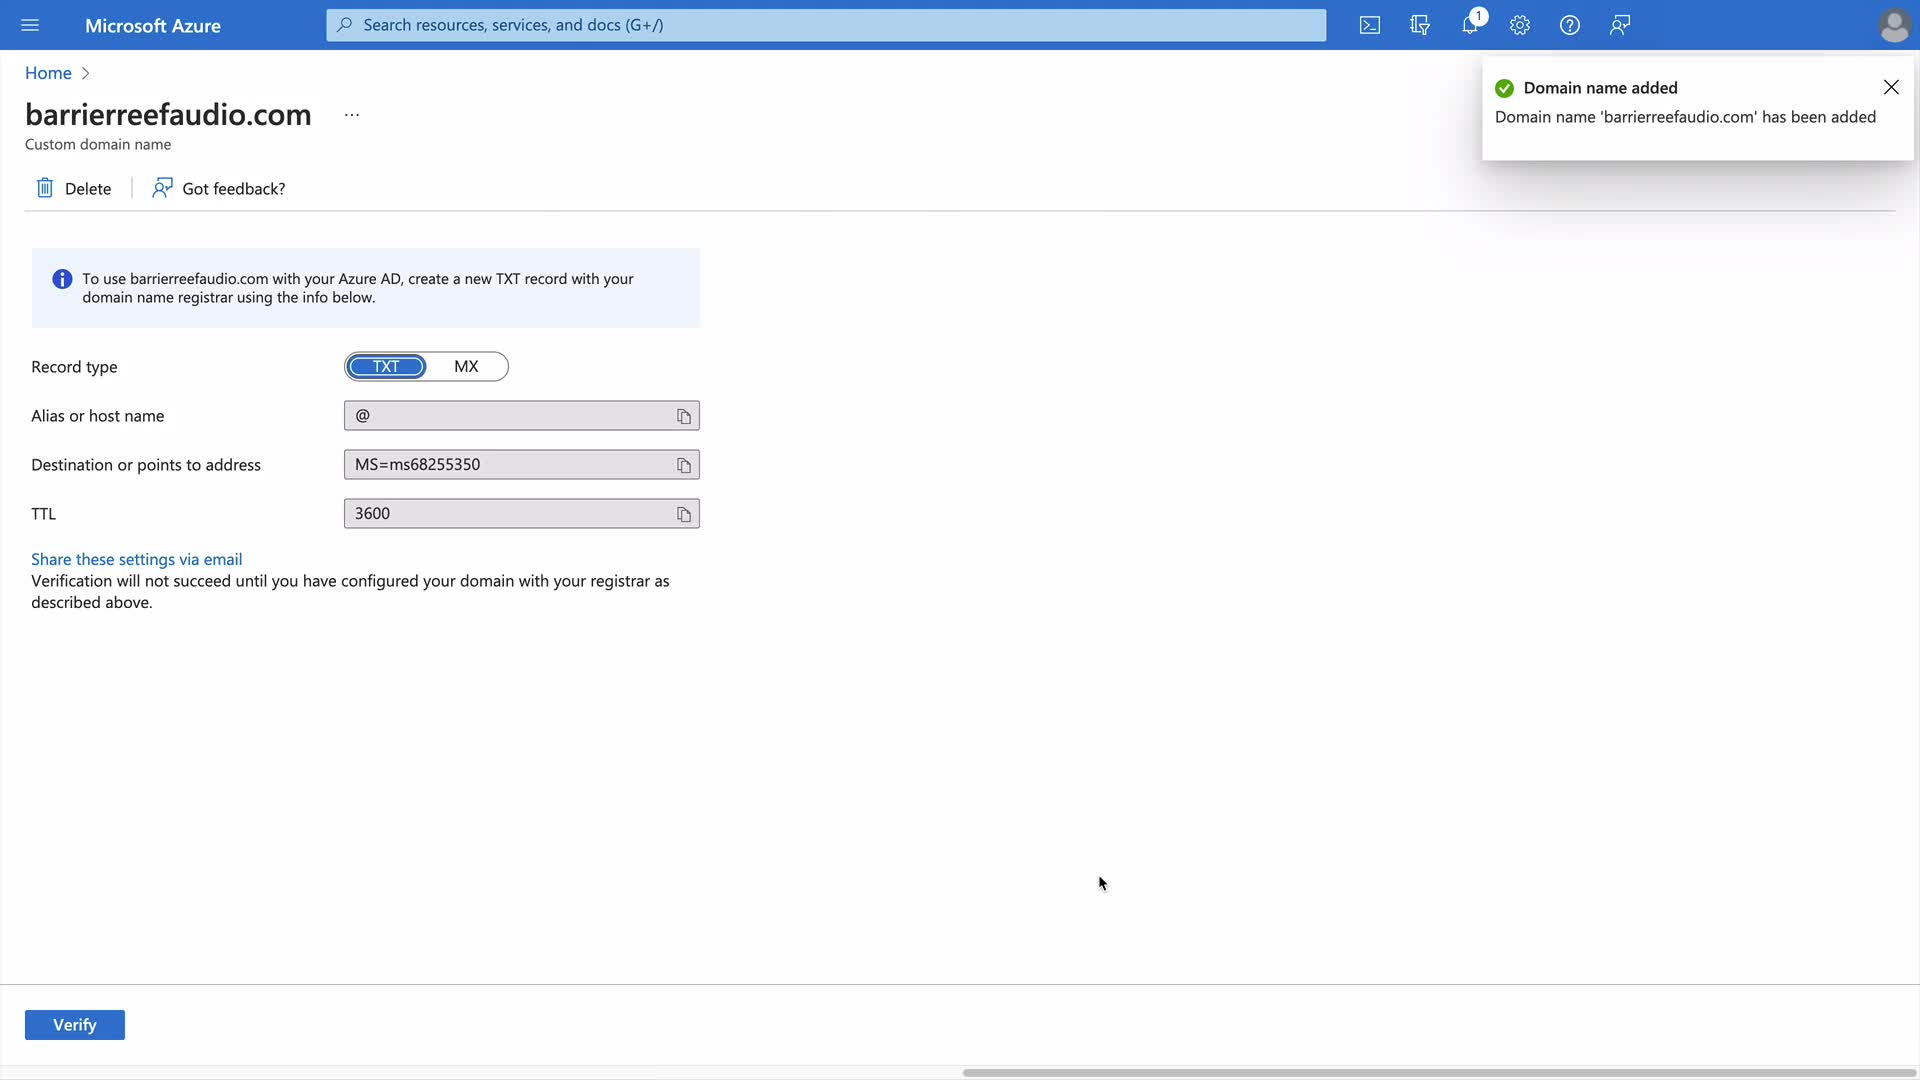 Microsoft Azure
Search resources, services, and docs (G+/)
1
Home
Domain name added
Domain name 'barrierreefaudio.com' has been added
barrierreefaudio.com ...
Custom domain name
Delete
Got feedback?
To use barrierreefaudio.com with your Azure AD, create a new TXT record with your
domain name registrar using the info below.
Record type
TXT
MX
Alias or host name
@
Destination or points to address
MS=ms68255350
TTL
3600
Share these settings via email
Verification will not succeed until you have configured your domain with your registrar as
described above.
Verify